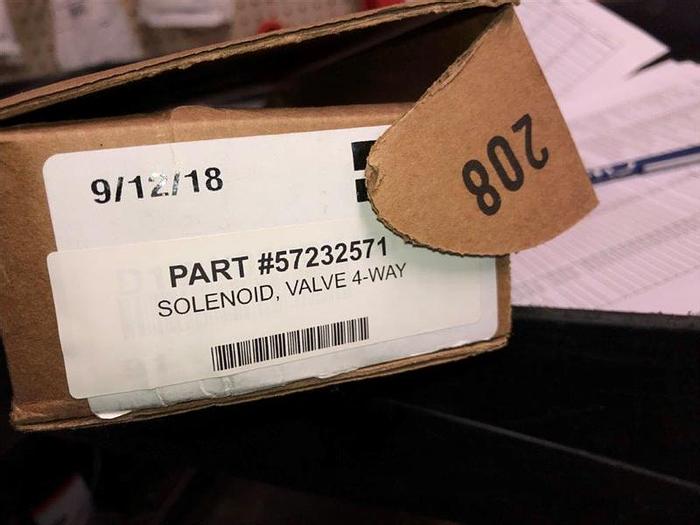 9/12/18
PART #57232571
SOLENOID, VALVE 4-WAY
208